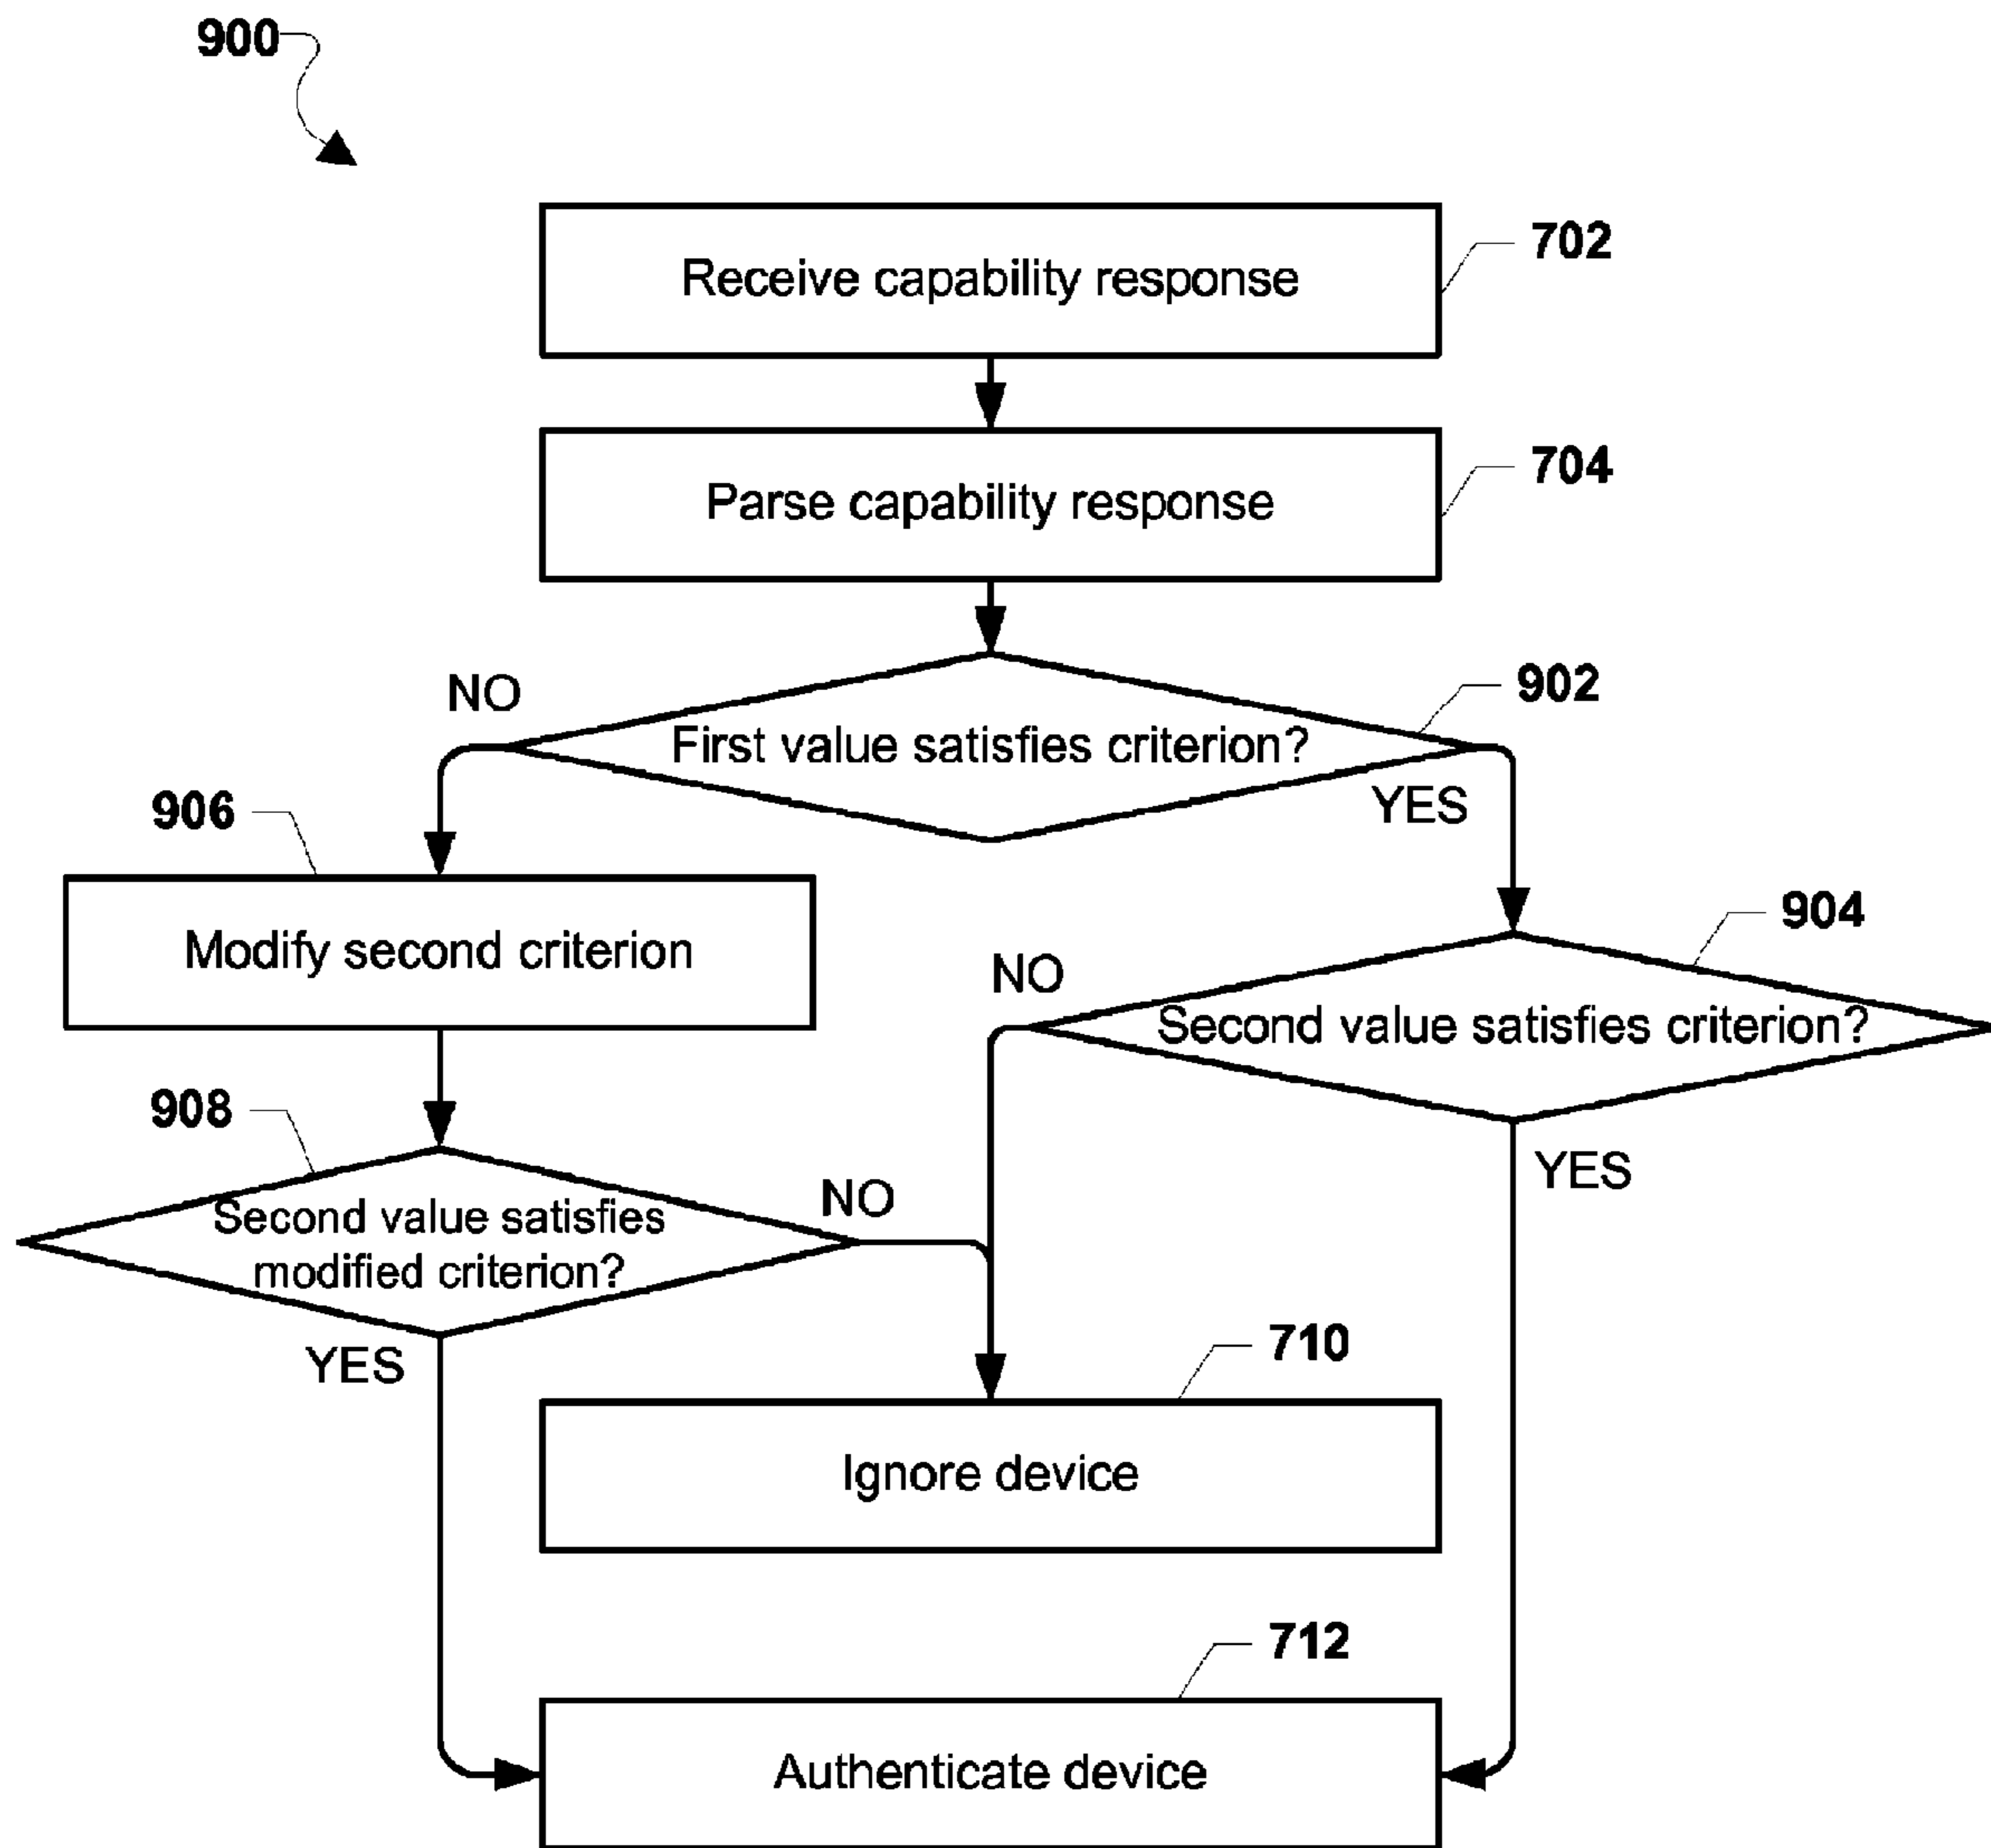 900
702
Receive capability response
704
Parse capability response
NO
902
First value satisfies criterion?
YES
906
904
Modify second criterion
NO
Second value satisfies criterion?
908
YES
NO
Second value satisfies
modified criterion?
YES
710
Ignore device
712
Authenticate device